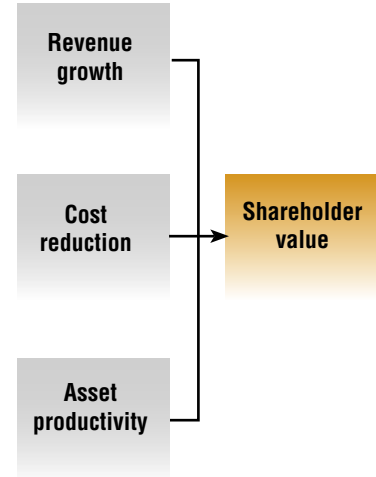 Revenue
growth
Cost
reduction
Shareholder
value
Asset
productivity